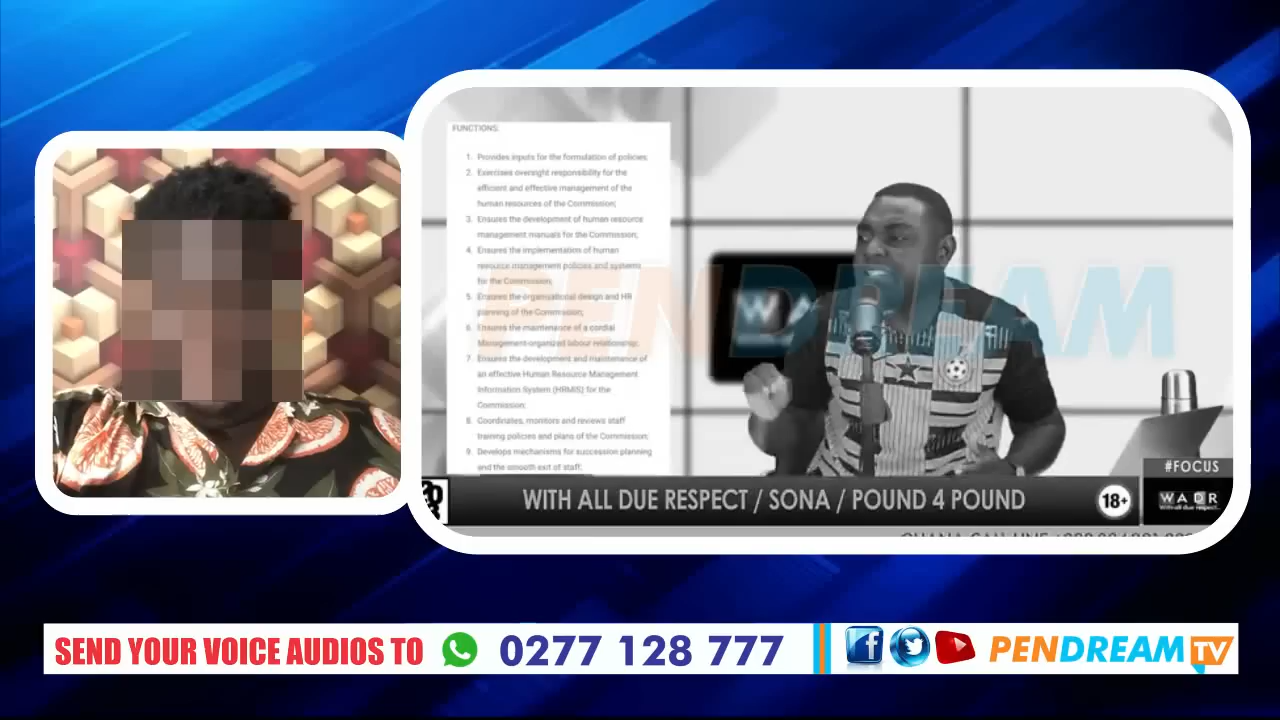 FUNCTIONS:
1. Provides inputs for the formulation of policies;
2. Exercises oversight responsibility for the
efficient and effective management of the
human resources of the Commission;
3. Ensures the development of human resource
management manuals for the Commission;
4. Ensures the implementation of human
resource management policies and systems
for the Commission;
5. Ensures the organisational design and HR
planning of the Commission;
6. Ensures the maintenance of a cordial
Management-organized labour relationship;
7. Ensures the development and maintenance of
an effective Human Resource Management
Information System (HRMIS) for the
Commission;
8. Coordinates, monitors and reviews staff
training policies and plans of the Commission;
9. Develops mechanisms for succession planning
and the smooth exit of staff;
PENDREAM
#FOCUS
WITH ALL DUE RESPECT / SONA / POUND 4 POUND
18+
WADR
With all due respect...
SEND YOUR VOICE AUDIOS TO 0277 128 777
PENDREAM TV